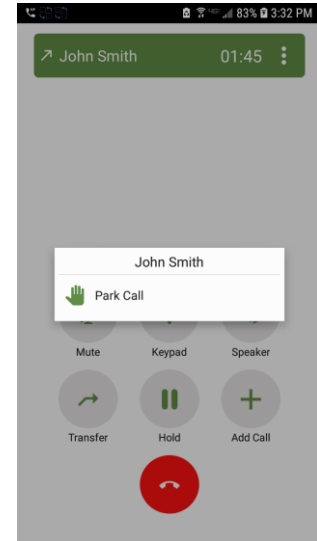 83% 3:32 PM
John Smith 01:45
John Smith
Park Call
Mute Keypad Speaker
Transfer Hold Add Call